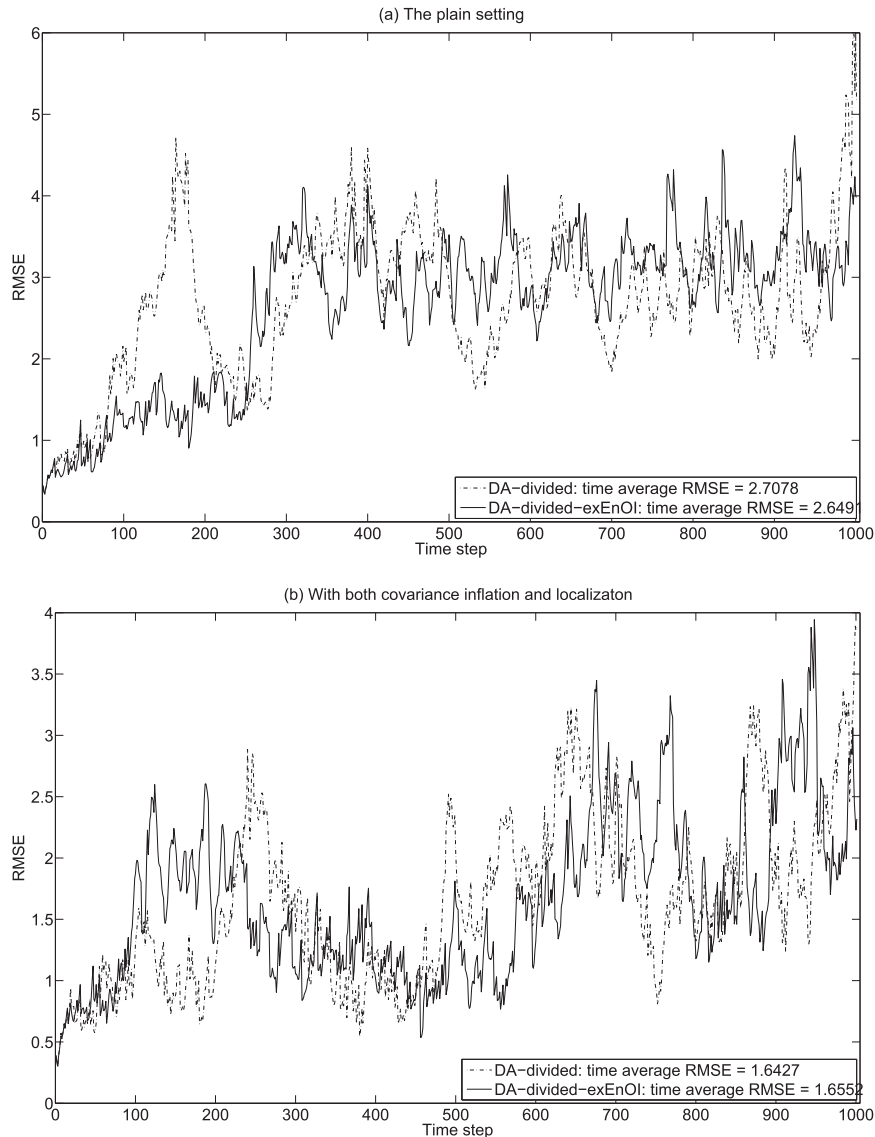 (a) The plain setting
6
5
4
3
2
1
0
RMSE
DA−divided: time average RMSE = 2.7078
DA−divided−exEnOI: time average RMSE = 2.6491
0 100 200 300 400 500 600 700 800 900 1000
Time step
(b) With both covariance inflation and localizaton
4
3.5
3
2.5
2
1.5
1
0.5
0
RMSE
DA−divided: time average RMSE = 1.6427
DA−divided−exEnOI: time average RMSE = 1.6552
0 100 200 300 400 500 600 700 800 900 1000
Time step